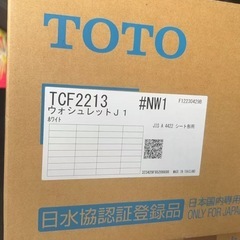 TOTO
TCF2213 #NW1
ウォシュレットJ1
ホワイト
日水協認証登録品
日本国内専用
ONLY FOR JAPAN